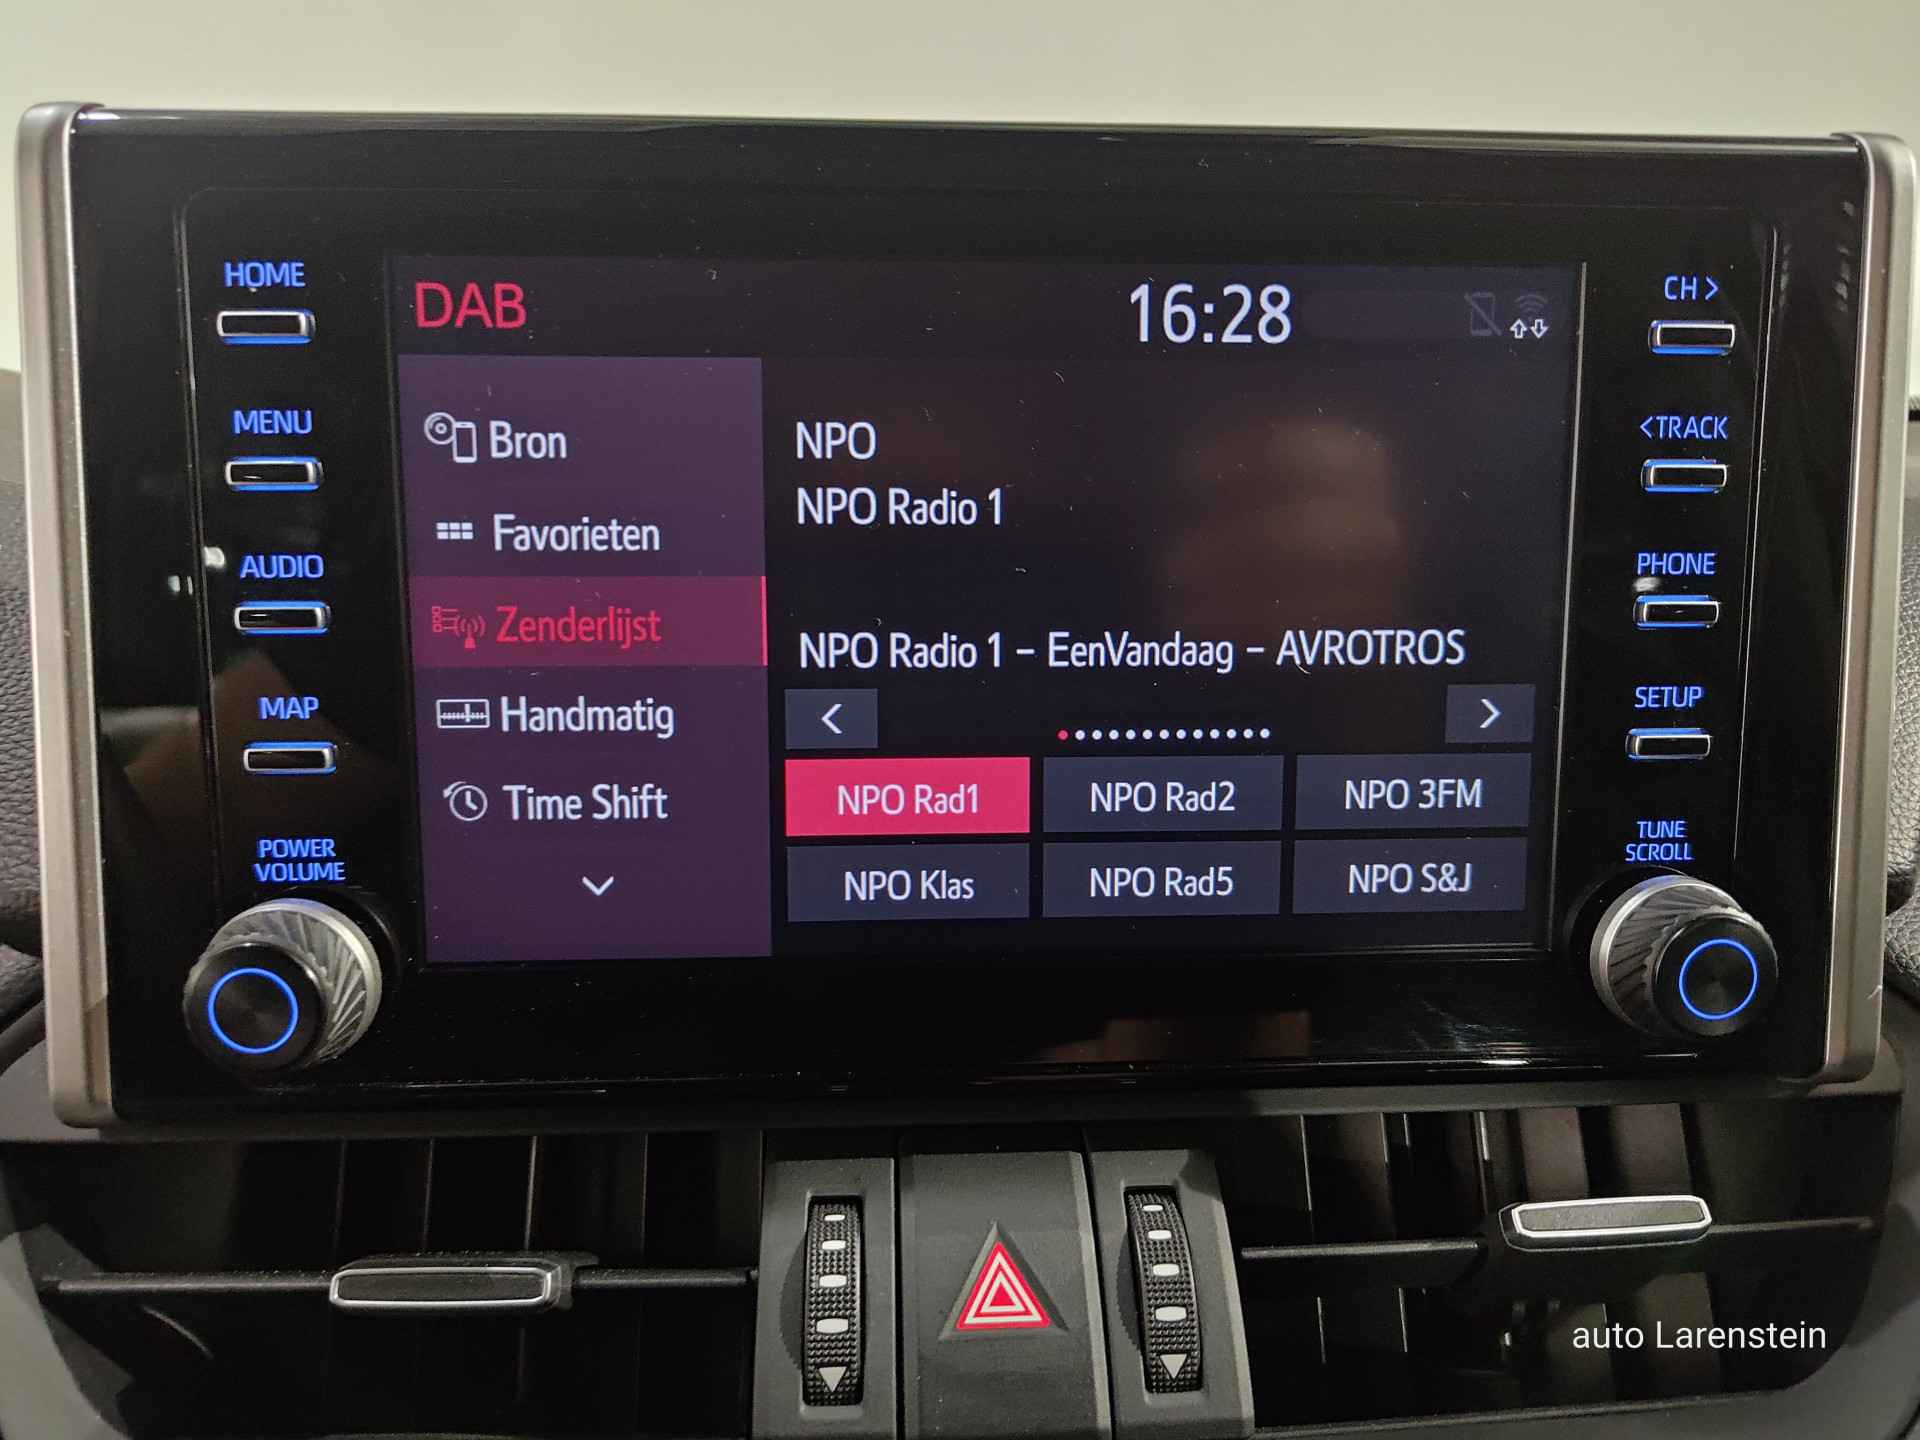 HOME
MENU
AUDIO
MAP
POWER
VOLUME
DAB
16:28
Bron
Favorieten
Zenderlijst
Handmatig
Time Shift
NPO
NPO Radio 1
NPO Radio 1 - EenVandaag - AVROTROS
< >
NPO Rad1 NPO Rad2 NPO 3FM
NPO Klas NPO Rad5 NPO S&J
CH >
<TRACK
PHONE
SETUP
TUNE
SCROLL
auto Larenstein